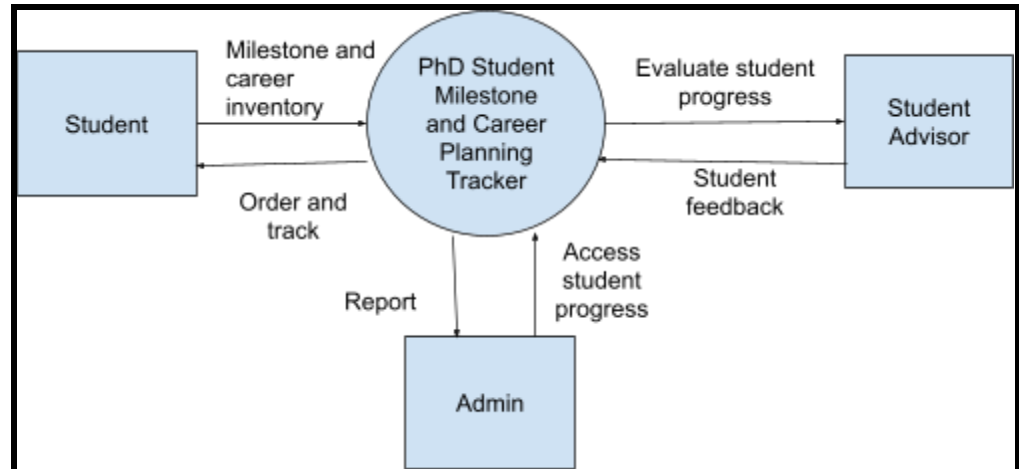 Student
Milestone and
career
inventory
Order and
track
PhD Student
Milestone
and Career
Planning
Tracker
Evaluate student
progress
Student
feedback
Student
Advisor
Report
Access
student
progress
Admin